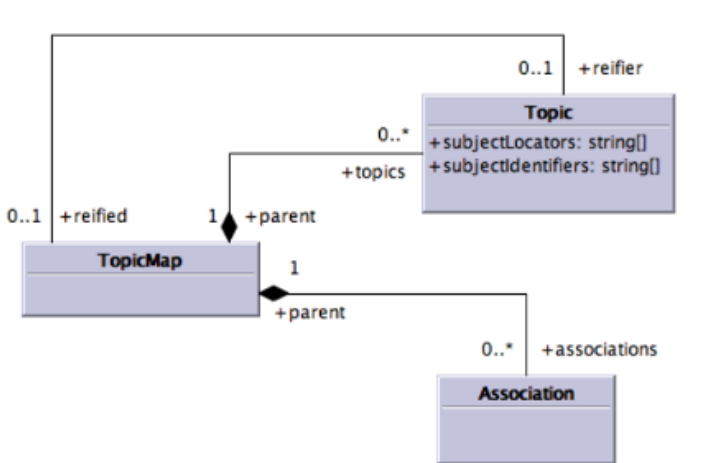 0..1 +reifier
Topic
+subjectLocators: string[]
+subjectIdentifiers: string[]
0..*
+topics
0..1 +reified
1 +parent
TopicMap
1
+parent
0..* +associations
Association